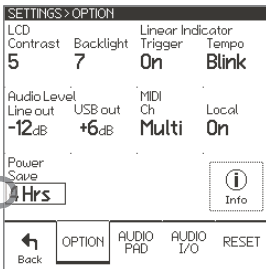 SETTINGS>OPTION
LCD Linear Indicator
Contrast Backlight Trigger Tempo
5 7 On Blink
Audio Level MIDI
Line out USB out Ch Local
-12dB +6dB Multi On
Power
Save
4 Hrs
Info
Back OPTION AUDIO PAD AUDIO I/O RESET